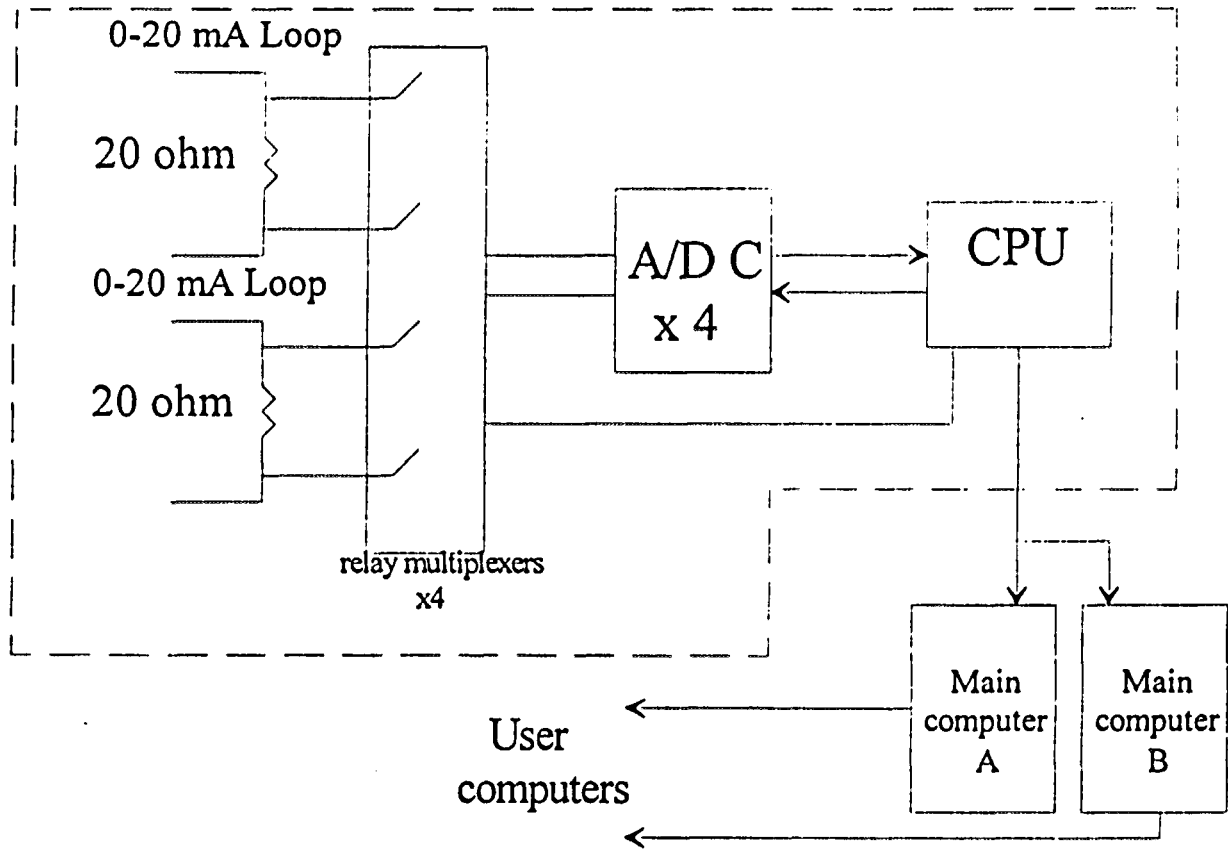 0-20 mA Loop
20 ohm
0-20 mA Loop
20 ohm
relay multiplexers
x4
A/D C
x 4
CPU
Main
computer
A
Main
computer
B
User
computers